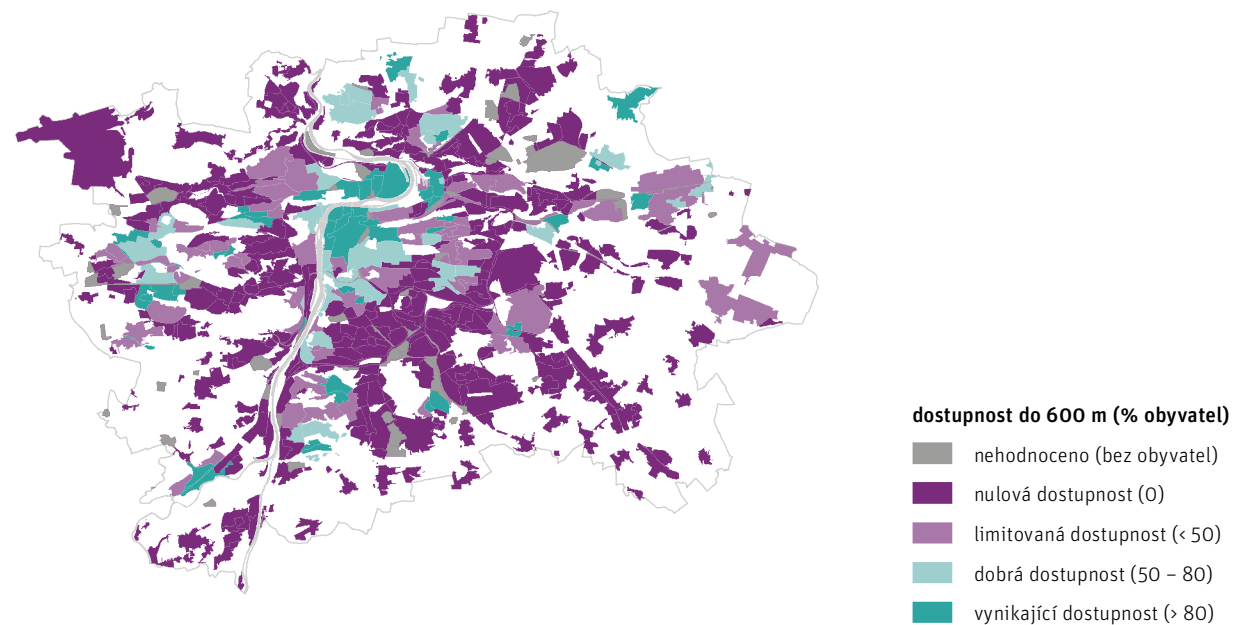 dostupnost do 600 m (% obyvatel)
nehodnoceno (bez obyvatel)
nulová dostupnost (0)
limitovaná dostupnost (< 50)
dobrá dostupnost (50 – 80)
vynikající dostupnost (> 80)